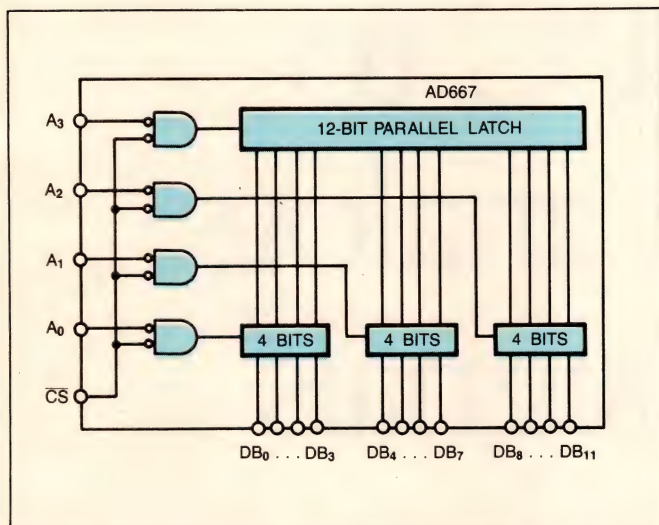 AD667
A₃
12-BIT PARALLEL LATCH
A₂
A₁
A₀
4 BITS 4 BITS 4 BITS
C̅S̅
DB₀ . . . DB₃ DB₄ . . . DB₇ DB₈ . . . DB₁₁